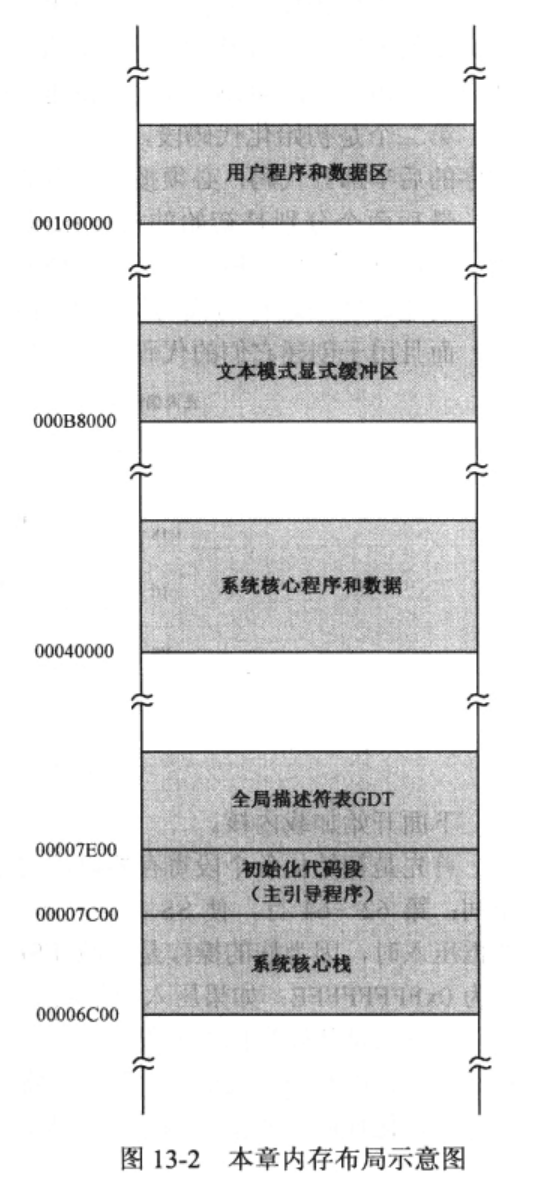 用户程序和数据区
00100000
文本模式显式缓冲区
000B8000
系统核心程序和数据
00040000
全局描述符表GDT
00007E00
初始化代码段
（主引导程序）
00007C00
系统核心栈
00006C00
图 13-2 本章内存布局示意图